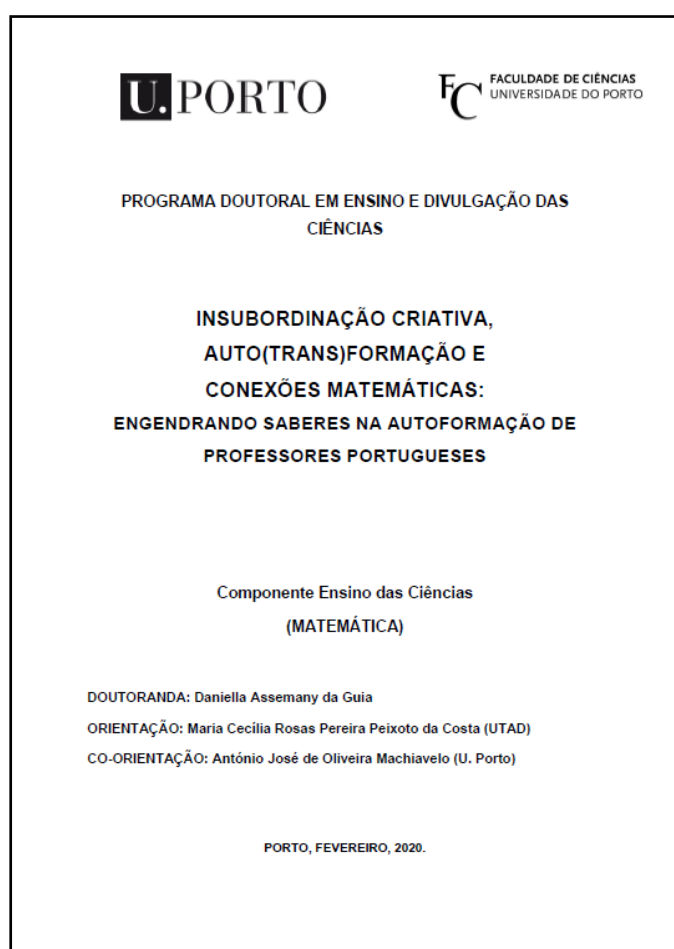 U. PORTO
FC FACULDADE DE CIÊNCIAS
UNIVERSIDADE DO PORTO
PROGRAMA DOUTORAL EM ENSINO E DIVULGAÇÃO DAS
CIÊNCIAS
INSUBORDINAÇÃO CRIATIVA,
AUTO(TRANS)FORMAÇÃO E
CONEXÕES MATEMÁTICAS:
ENGENDRANDO SABERES NA AUTOFORMAÇÃO DE
PROFESSORES PORTUGUESES
Componente Ensino das Ciências
(MATEMÁTICA)
DOUTORANDA: Daniella Assemany da Guia
ORIENTAÇÃO: Maria Cecília Rosas Pereira Peixoto da Costa (UTAD)
CO-ORIENTAÇÃO: António José de Oliveira Machiavelo (U. Porto)
PORTO, FEVEREIRO, 2020.